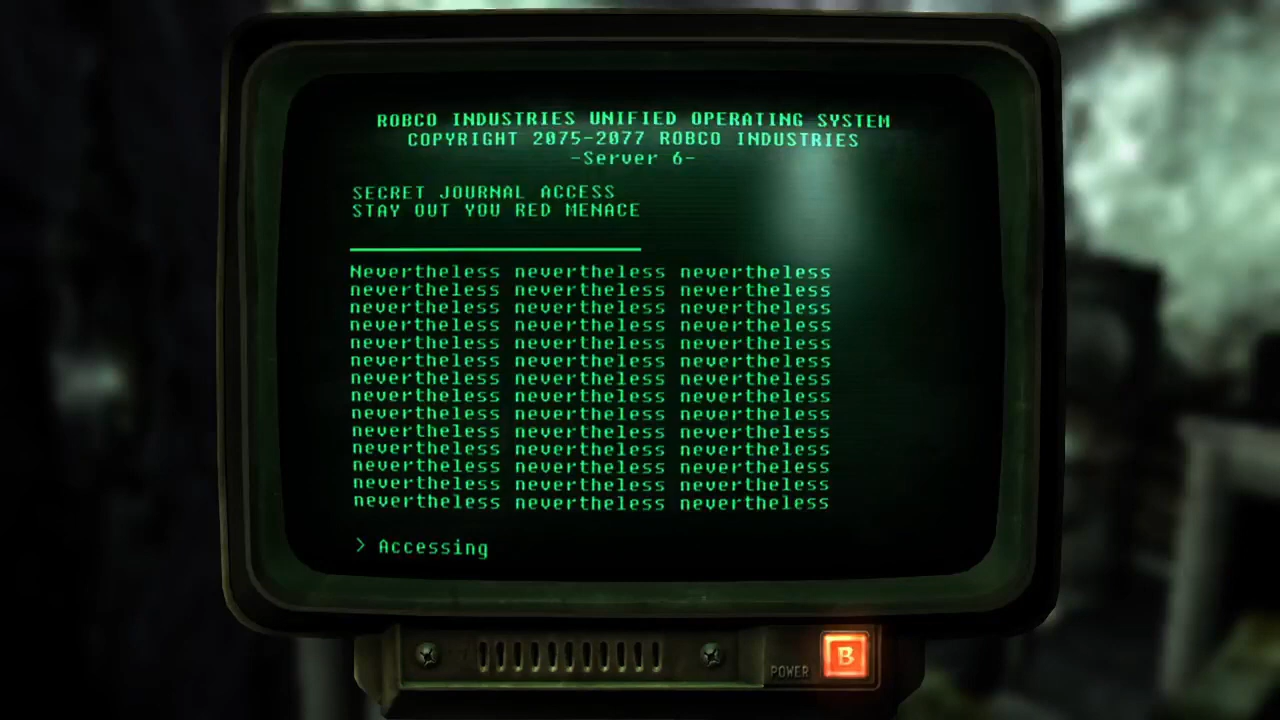 ROBCO INDUSTRIES UNIFIED OPERATING SYSTEM
COPYRIGHT 2075-2077 ROBCO INDUSTRIES
-Server 6-
SECRET JOURNAL ACCESS
STAY OUT YOU RED MENACE
Nevertheless nevertheless nevertheless
nevertheless nevertheless nevertheless
nevertheless nevertheless nevertheless
nevertheless nevertheless nevertheless
nevertheless nevertheless nevertheless
nevertheless nevertheless nevertheless
nevertheless nevertheless nevertheless
nevertheless nevertheless nevertheless
nevertheless nevertheless nevertheless
nevertheless nevertheless nevertheless
nevertheless nevertheless nevertheless
nevertheless nevertheless nevertheless
nevertheless nevertheless nevertheless
nevertheless nevertheless nevertheless
> Accessing
POWER B